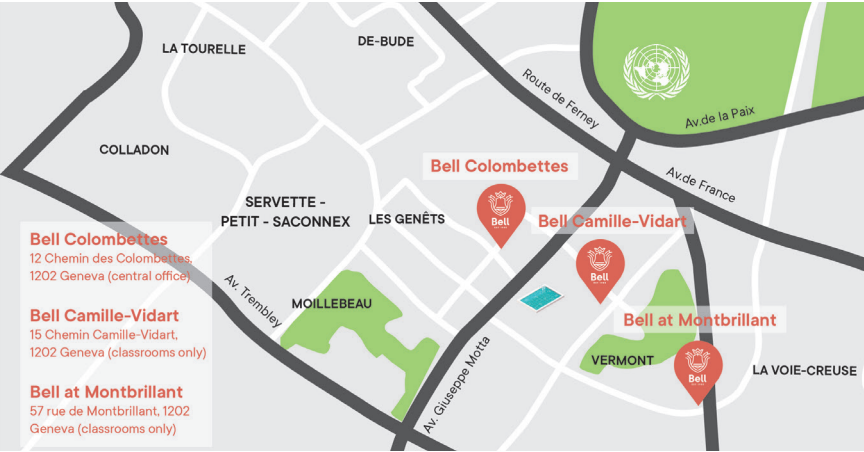 LA TOURELLE
DE-BUDE
Route de Ferney
Av.de la Paix
COLLADON
Bell Colombettes
Av.de France
Bell
SERVETTE -
PETIT - SACONNEX
LES GENÊTS
Bell Camille-Vidart
Bell
Bell Colombettes
12 Chemin des Colombettes,
1202 Geneva (central office)
Av. Trembley
MOILLEBEAU
Bell at Montbrillant
Bell Camille-Vidart
15 Chemin Camille-Vidart,
1202 Geneva (classrooms only)
Av. Giuseppe Motta
VERMONT
Bell
LA VOIE-CREUSE
Bell at Montbrillant
57 rue de Montbrillant, 1202
Geneva (classrooms only)